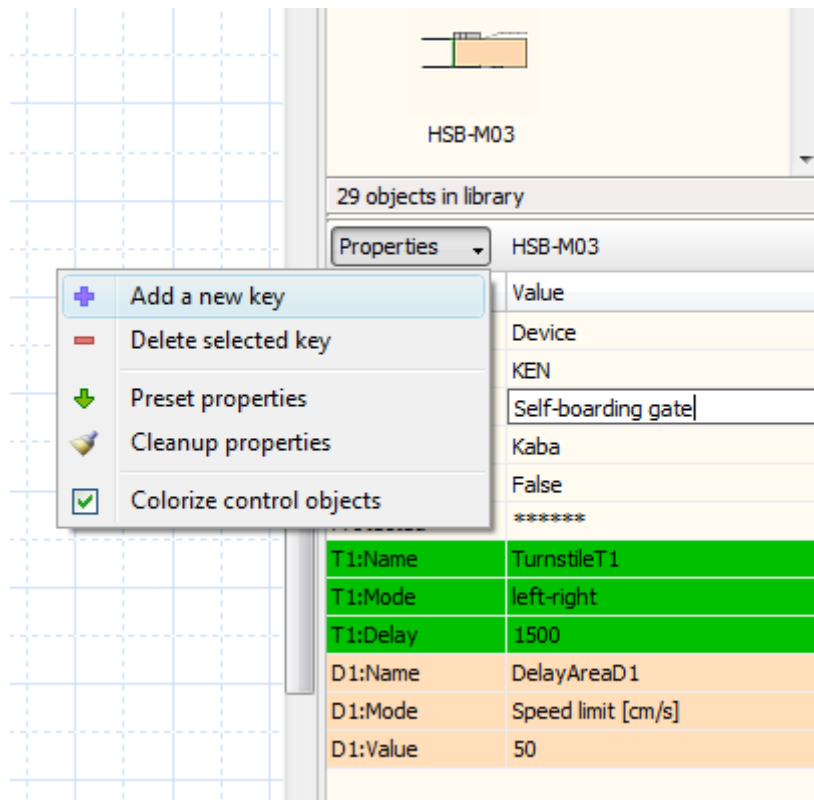 HSB-M03
29 objects in library
Properties HSB-M03
Add a new key Value
Delete selected key Device
KEN
Preset properties Self-boarding gate
Cleanup properties Kaba
False
Colorize control objects
Protected ******
T1:Name TurnstileT1
T1:Mode left-right
T1:Delay 1500
D1:Name DelayAreaD1
D1:Mode Speed limit [cm/s]
D1:Value 50